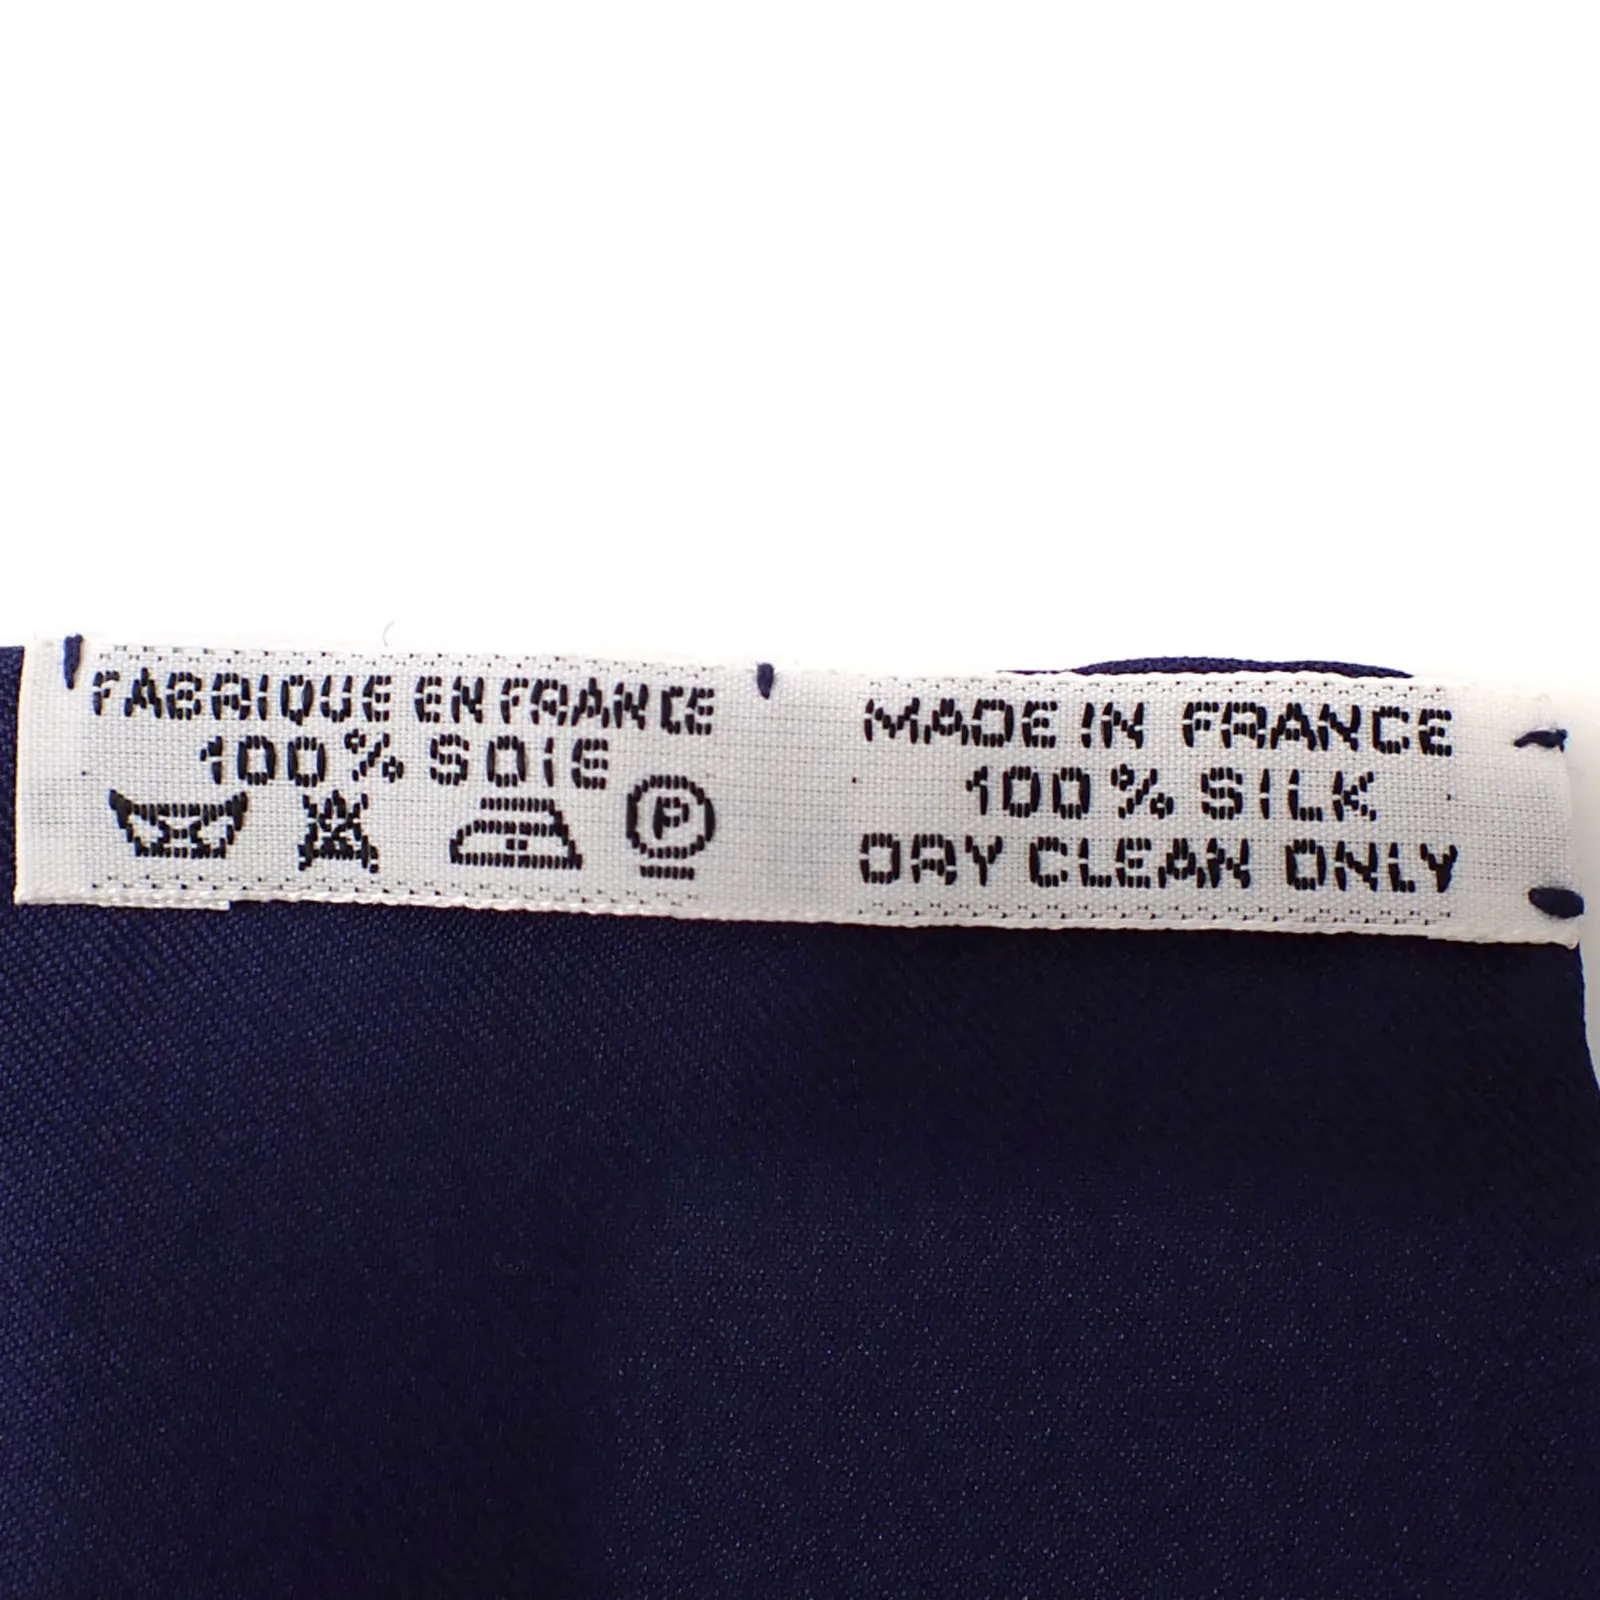 FABRIQUE EN FRANCE
100% SOIE
P
MADE IN FRANCE
100% SILK
DRY CLEAN ONLY